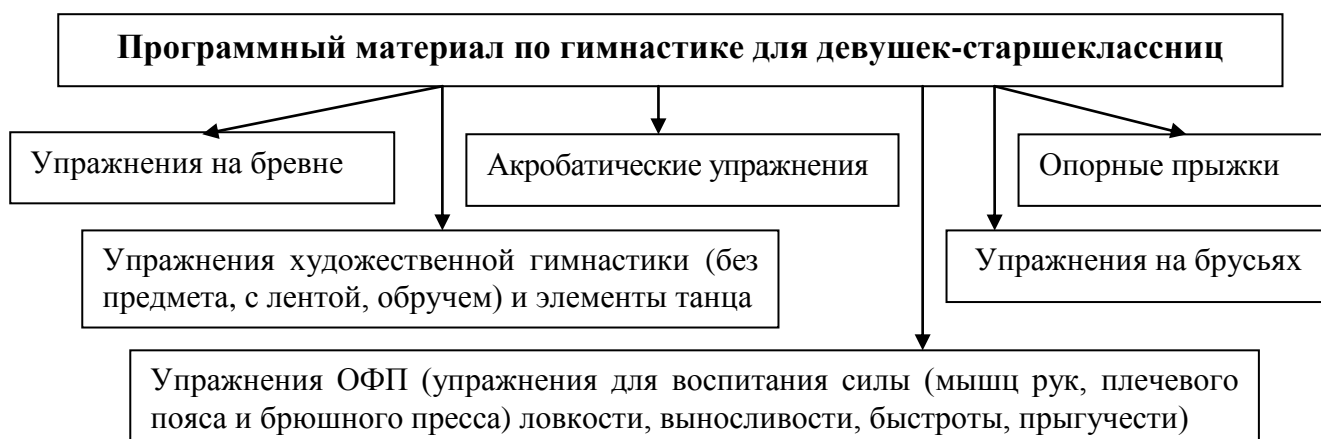 Программный материал по гимнастике для девушек-старшеклассниц
Упражнения на бревне
Акробатические упражнения
Опорные прыжки
Упражнения художественной гимнастики (без
предмета, с лентой, обручем) и элементы танца
Упражнения на брусьях
Упражнения ОФП (упражнения для воспитания силы (мышц рук, плечевого
пояса и брюшного пресса) ловкости, выносливости, быстроты, прыгучести)